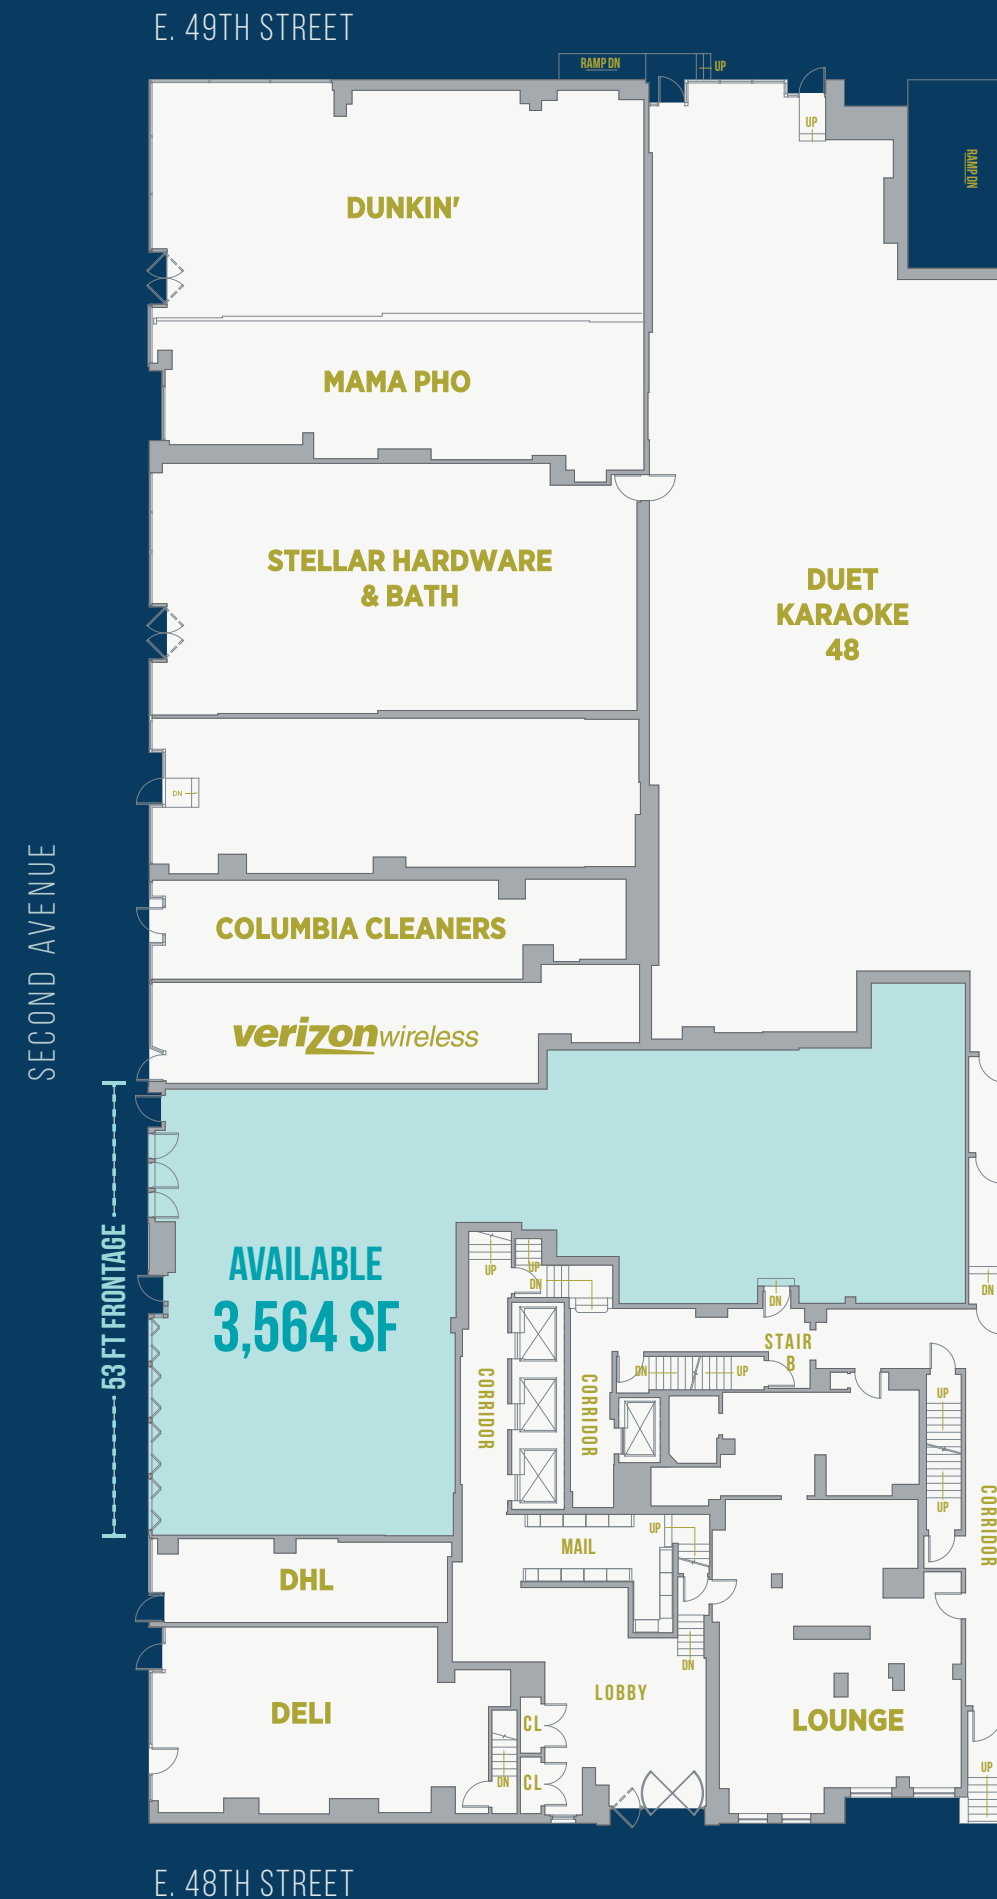 E. 49TH STREET
RAMP DN
UP
UP
RAMP DN
DUNKIN'
MAMA PHO
STELLAR HARDWARE
& BATH
DUET
KARAOKE
48
DN
SECOND AVENUE
COLUMBIA CLEANERS
verizon wireless
53 FT FRONTAGE
AVAILABLE
3,564 SF
UP
UP
DN
DN
DN
STAIR
B
DN
UP
CORRIDOR
CORRIDOR
UP
UP
CORRIDOR
UP
MAIL
DHL
DN
LOBBY
DELI
CL
LOUNGE
UP
DN
CL
E. 48TH STREET